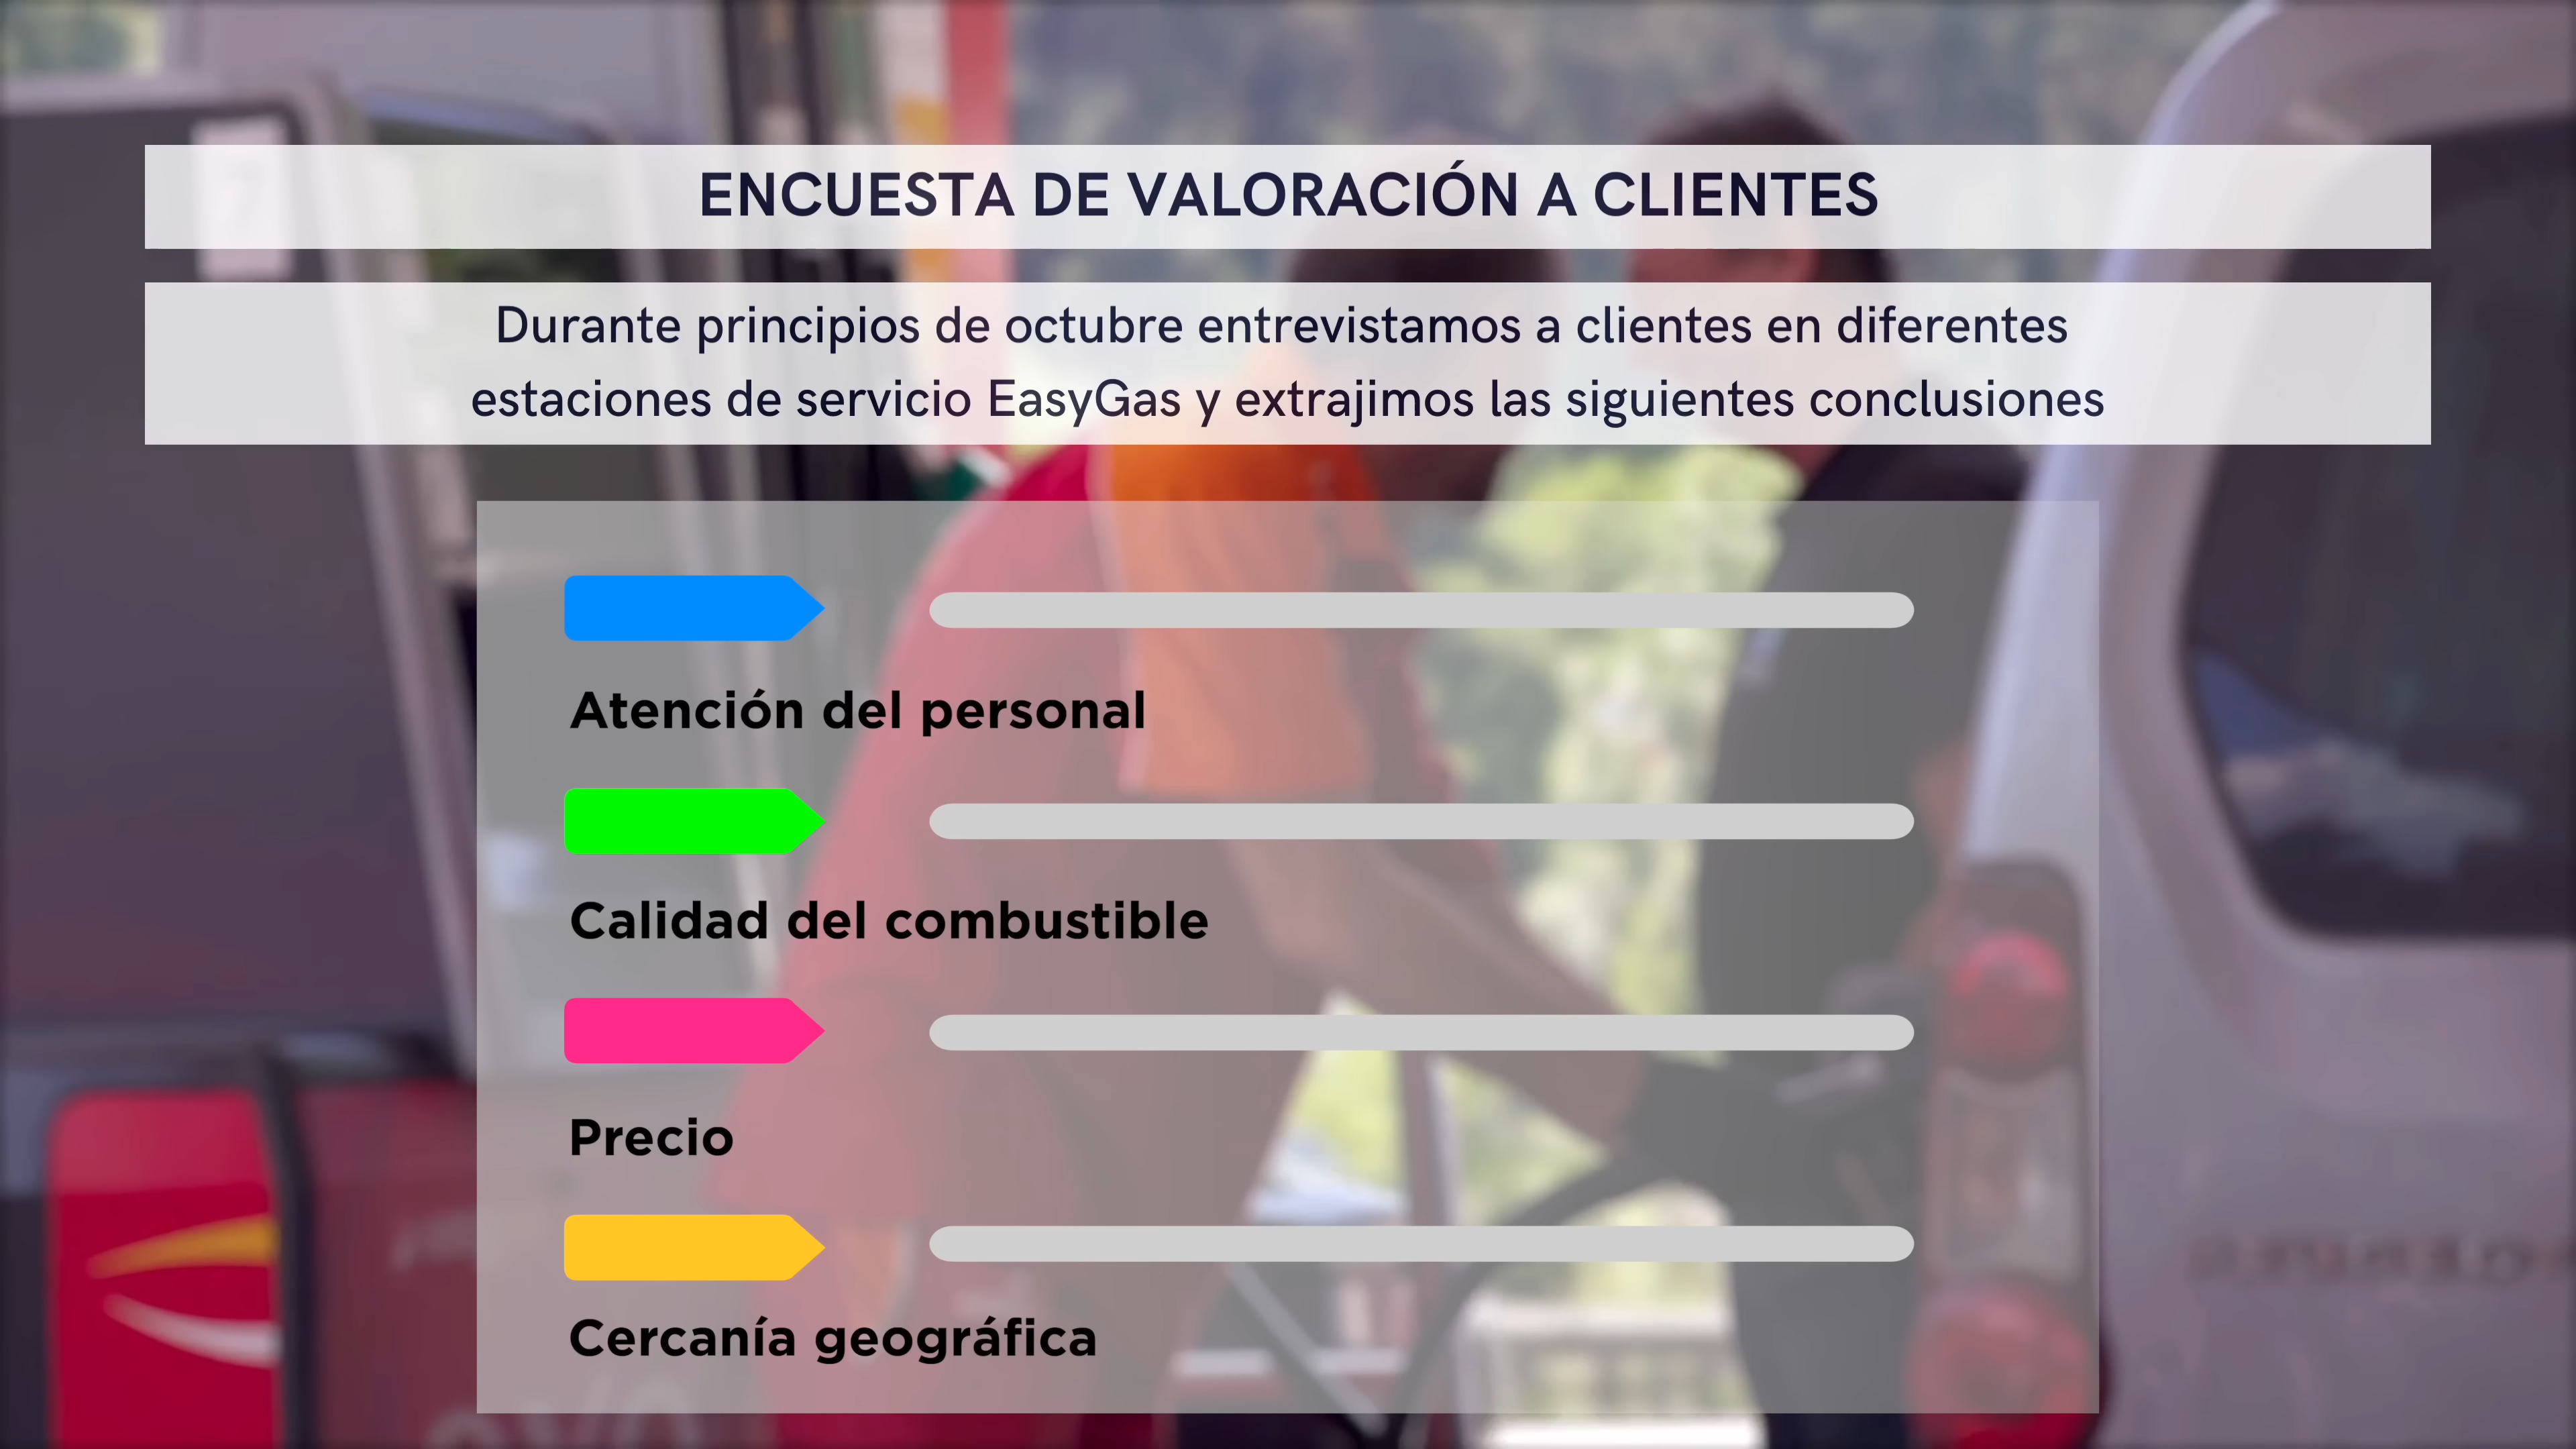 ENCUESTA DE VALORACIÓN A CLIENTES
Durante principios de octubre entrevistamos a clientes en diferentes
estaciones de servicio EasyGas y extrajimos las siguientes conclusiones
Atención del personal
Calidad del combustible
Precio
Cercanía geográfica